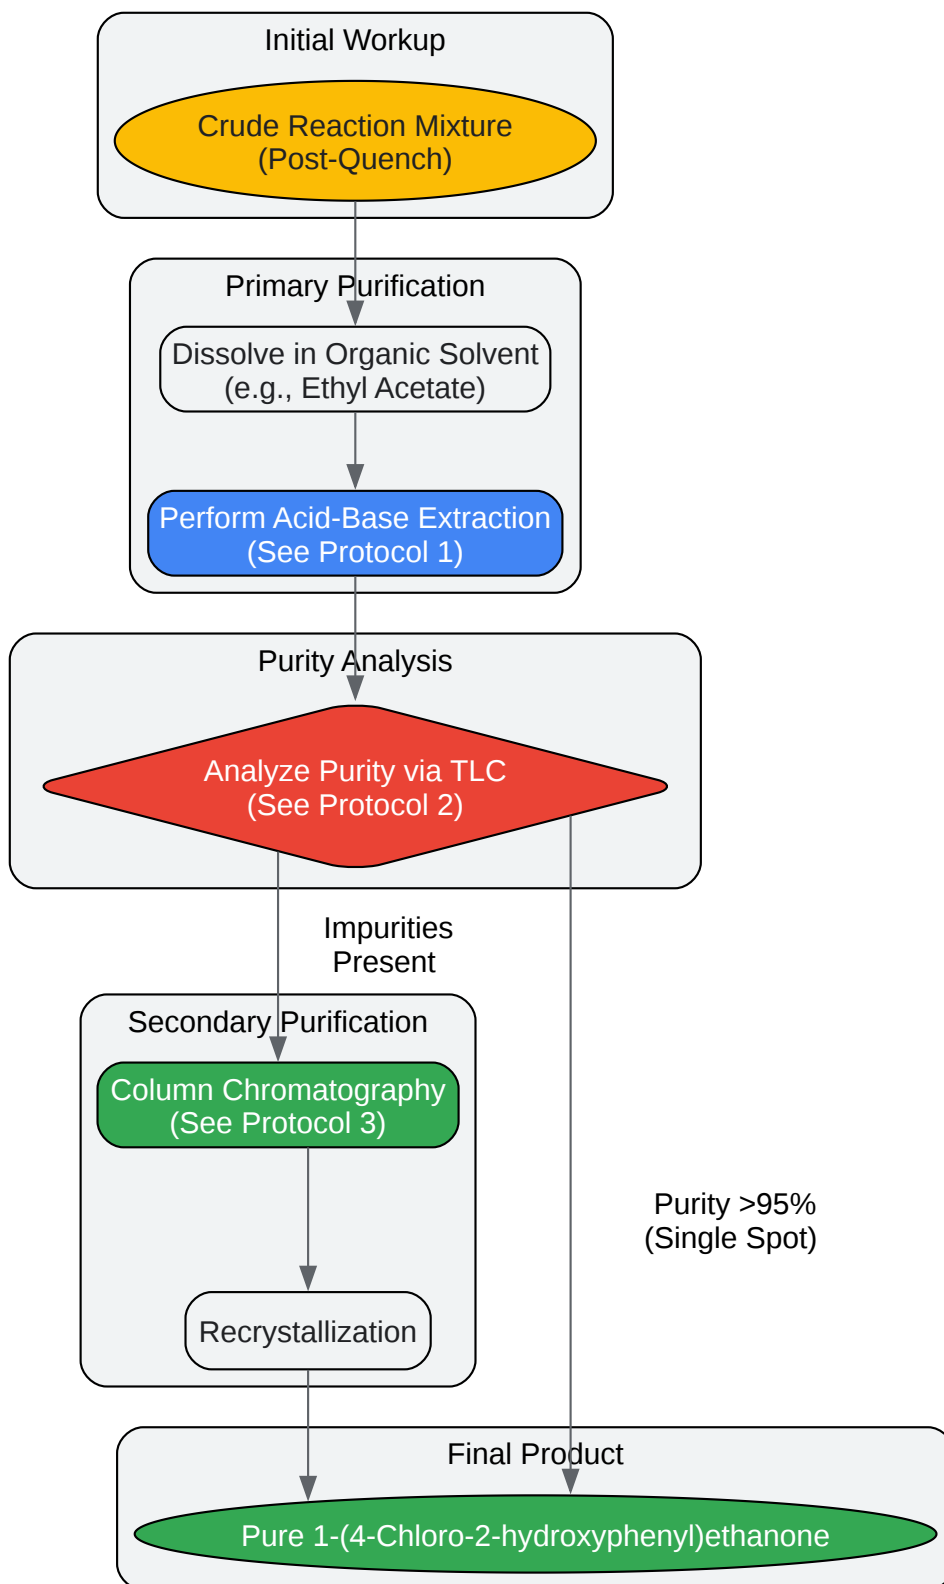 Initial Workup
Crude Reaction Mixture
(Post-Quench)
Primary Purification
Dissolve in Organic Solvent
(e.g., Ethyl Acetate)
Perform Acid-Base Extraction
(See Protocol 1)
Purity Analysis
Analyze Purity via TLC
(See Protocol 2)
Impurities
Present
Secondary Purification
Column Chromatography
(See Protocol 3)
Purity >95%
(Single Spot)
Recrystallization
Final Product
Pure 1-(4-Chloro-2-hydroxyphenyl)ethanone